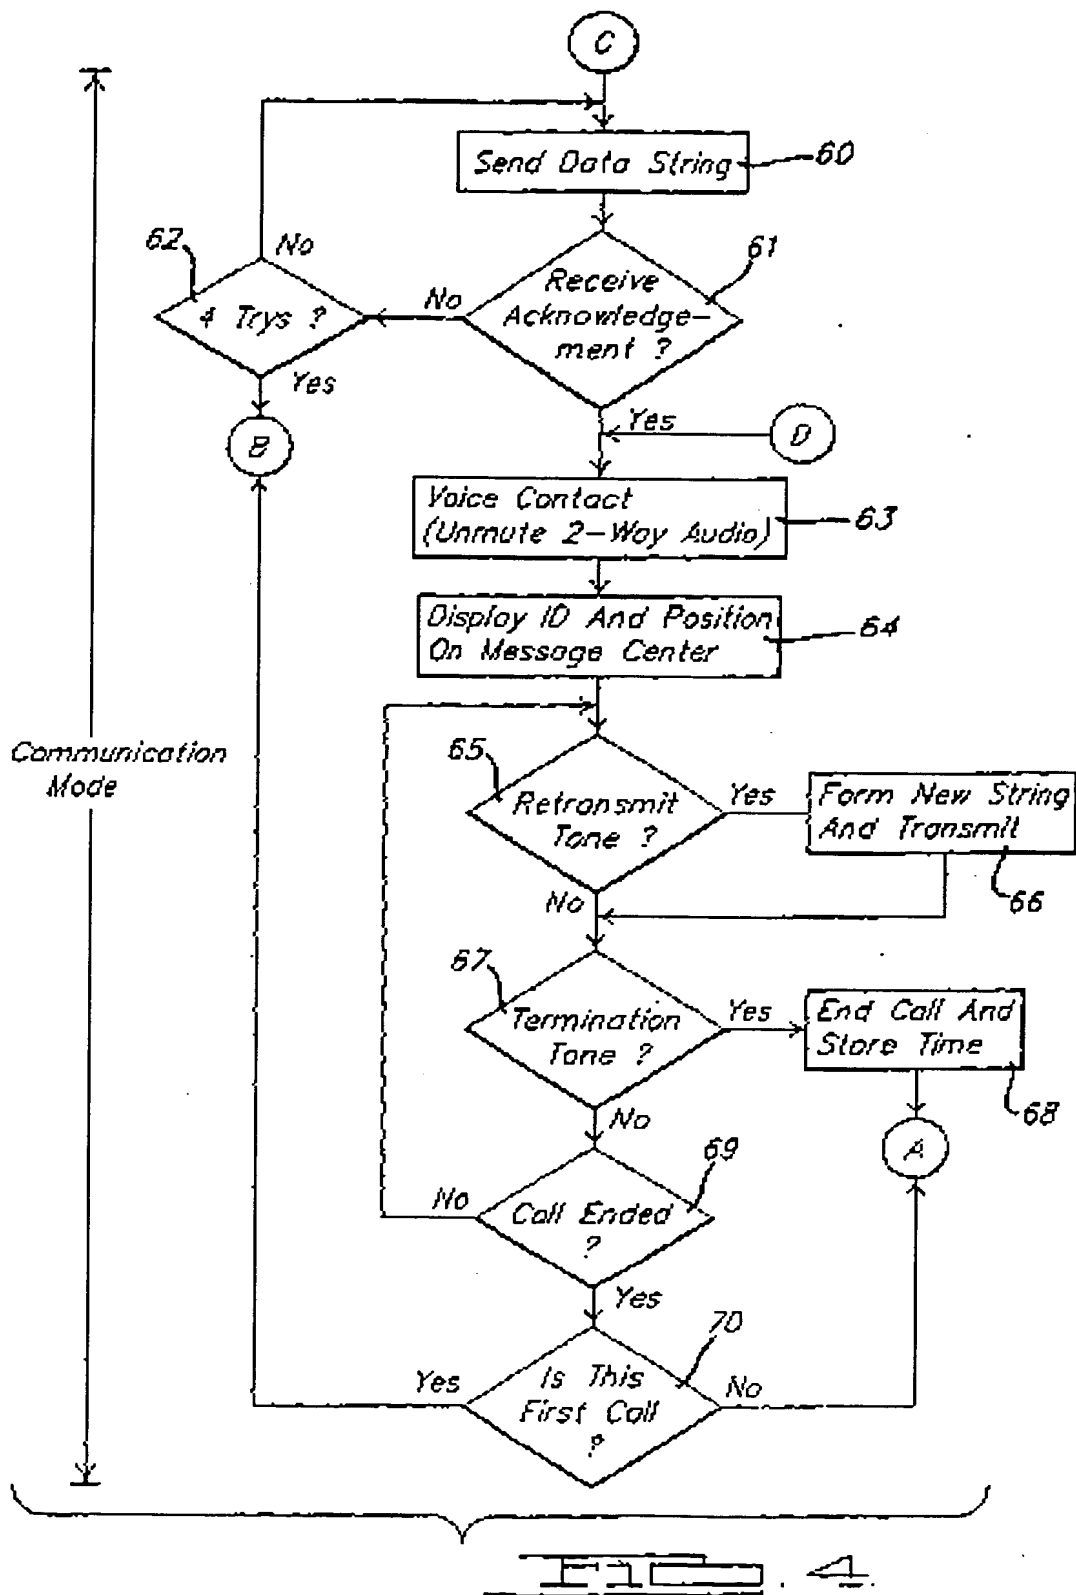 C
Send Data String
60
62
No
61
Receive
Acknowledge-
ment ?
No
4 Trys ?
Yes
Yes
D
B
Voice Contact
(Unmute 2-Way Audio)
63
Display ID And Position
On Message Center
64
Communication
Mode
65
Retransmit
Tone ?
Yes
Form New String
And Transmit
66
No
67
Termination
Tone ?
Yes
End Call And
Store Time
68
No
A
69
No
Call Ended
?
Yes
70
Yes
Is This
First Call
?
No
FIG. 4.